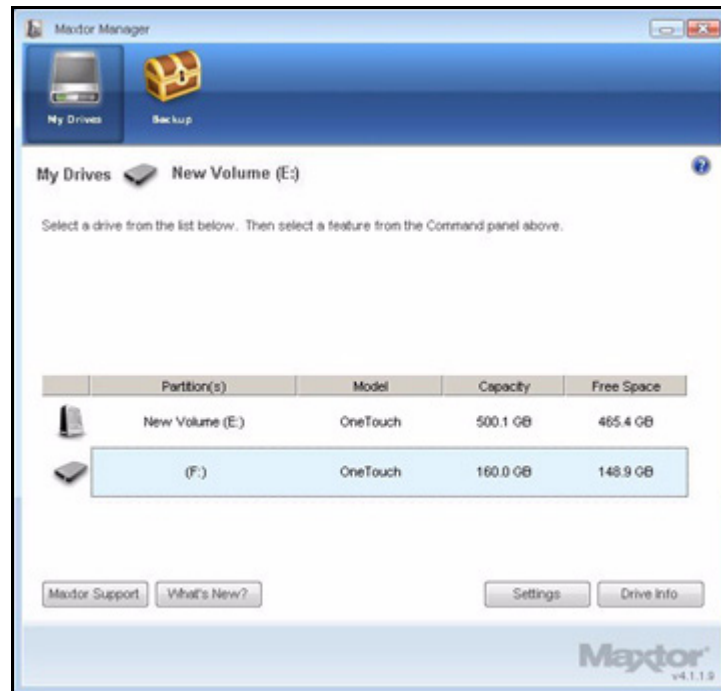 Maxtor Manager
My Drives Backup
My Drives New Volume (E:)
Select a drive from the list below. Then select a feature from the Command panel above.
Partition(s) Model Capacity Free Space
New Volume (E:) OneTouch 500.1 GB 465.4 GB
(F:) OneTouch 160.0 GB 148.9 GB
Maxtor Support What's New? Settings Drive Info
Maxtor
v4.1.1.9